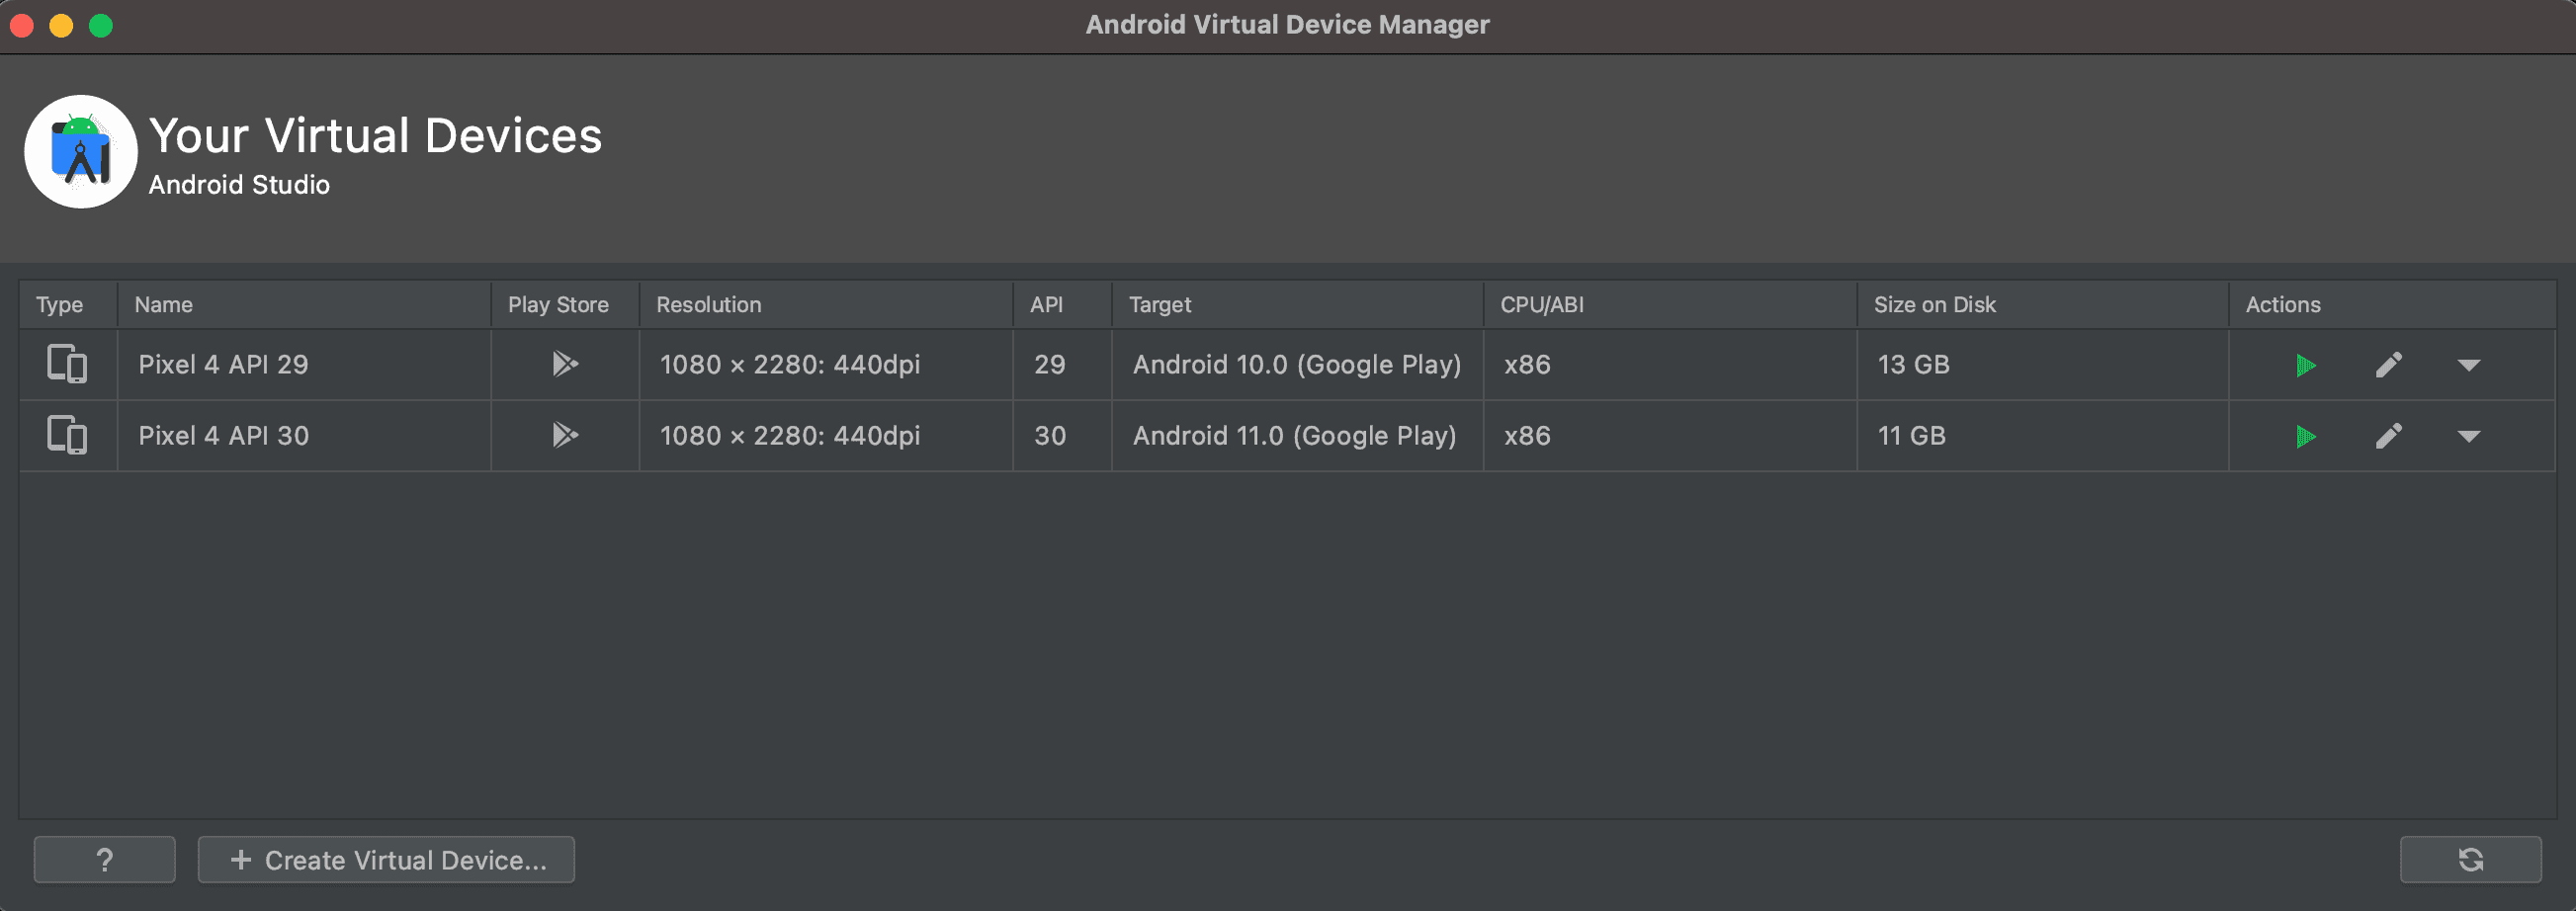 Android Virtual Device Manager
Your Virtual Devices
Android Studio
Type Name Play Store Resolution API Target CPU/ABI Size on Disk Actions
Pixel 4 API 29 1080 × 2280: 440dpi 29 Android 10.0 (Google Play) x86 13 GB
Pixel 4 API 30 1080 × 2280: 440dpi 30 Android 11.0 (Google Play) x86 11 GB
? + Create Virtual Device...